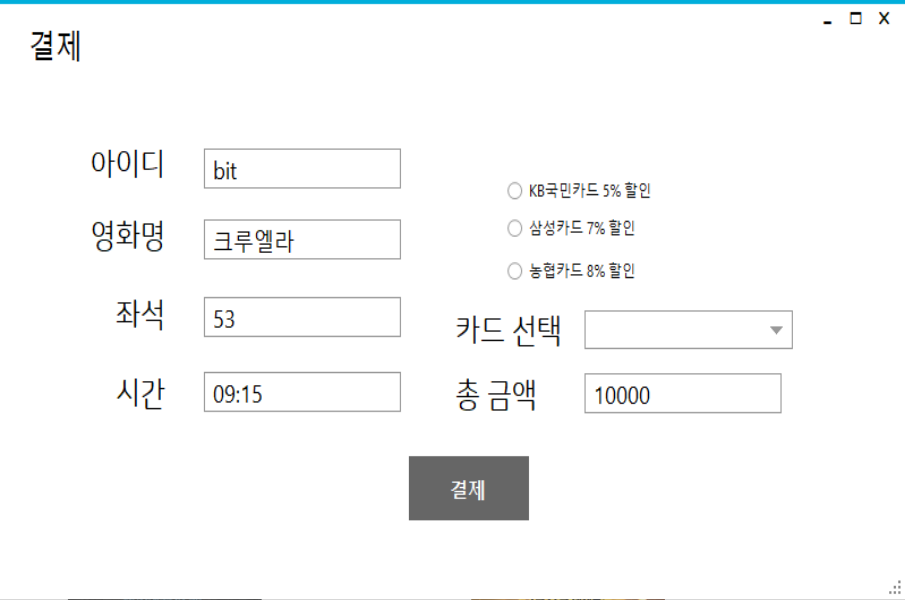 결제
아이디
bit
영화명
크루엘라
좌석
53
시간
09:15
KB국민카드 5% 할인
삼성카드 7% 할인
농협카드 8% 할인
카드 선택
총 금액
10000
결제